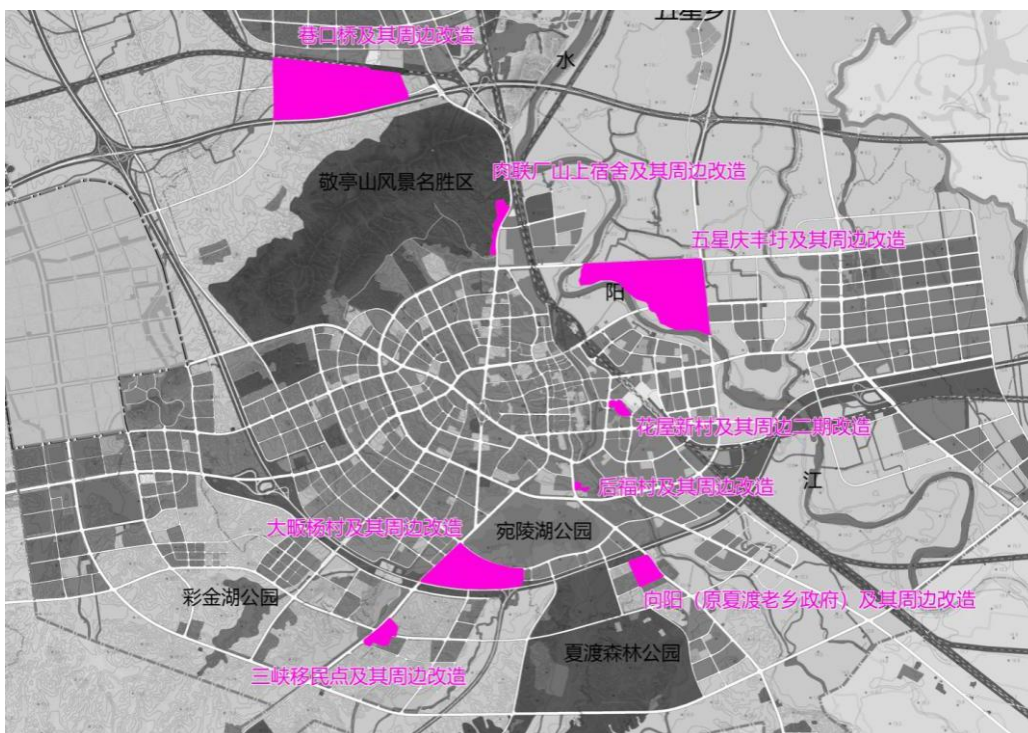 五星乡
巷口桥及其周边改造
水
肉联厂山上宿舍及其周边改造
敬亭山风景名胜区
五星庆丰圩及其周边改造
阳
花屋新村及其周边二期改造
江
后福村及其周边改造
大畈杨村及其周边改造
宛陵湖公园
彩金湖公园
向阳（原夏渡老乡政府）及其周边改造
夏渡森林公园
三峡移民点及其周边改造